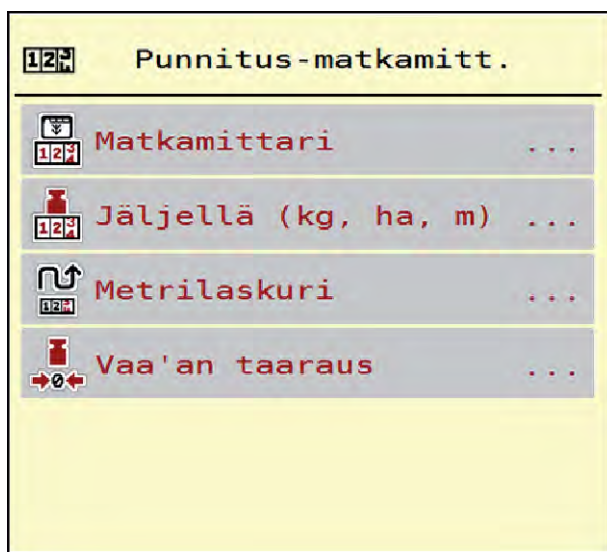 Punnitus-matkamitt.
Matkamittari ...
Jäljellä (kg, ha, m) ...
Metrilaskuri ...
Vaa'an taaraus ...